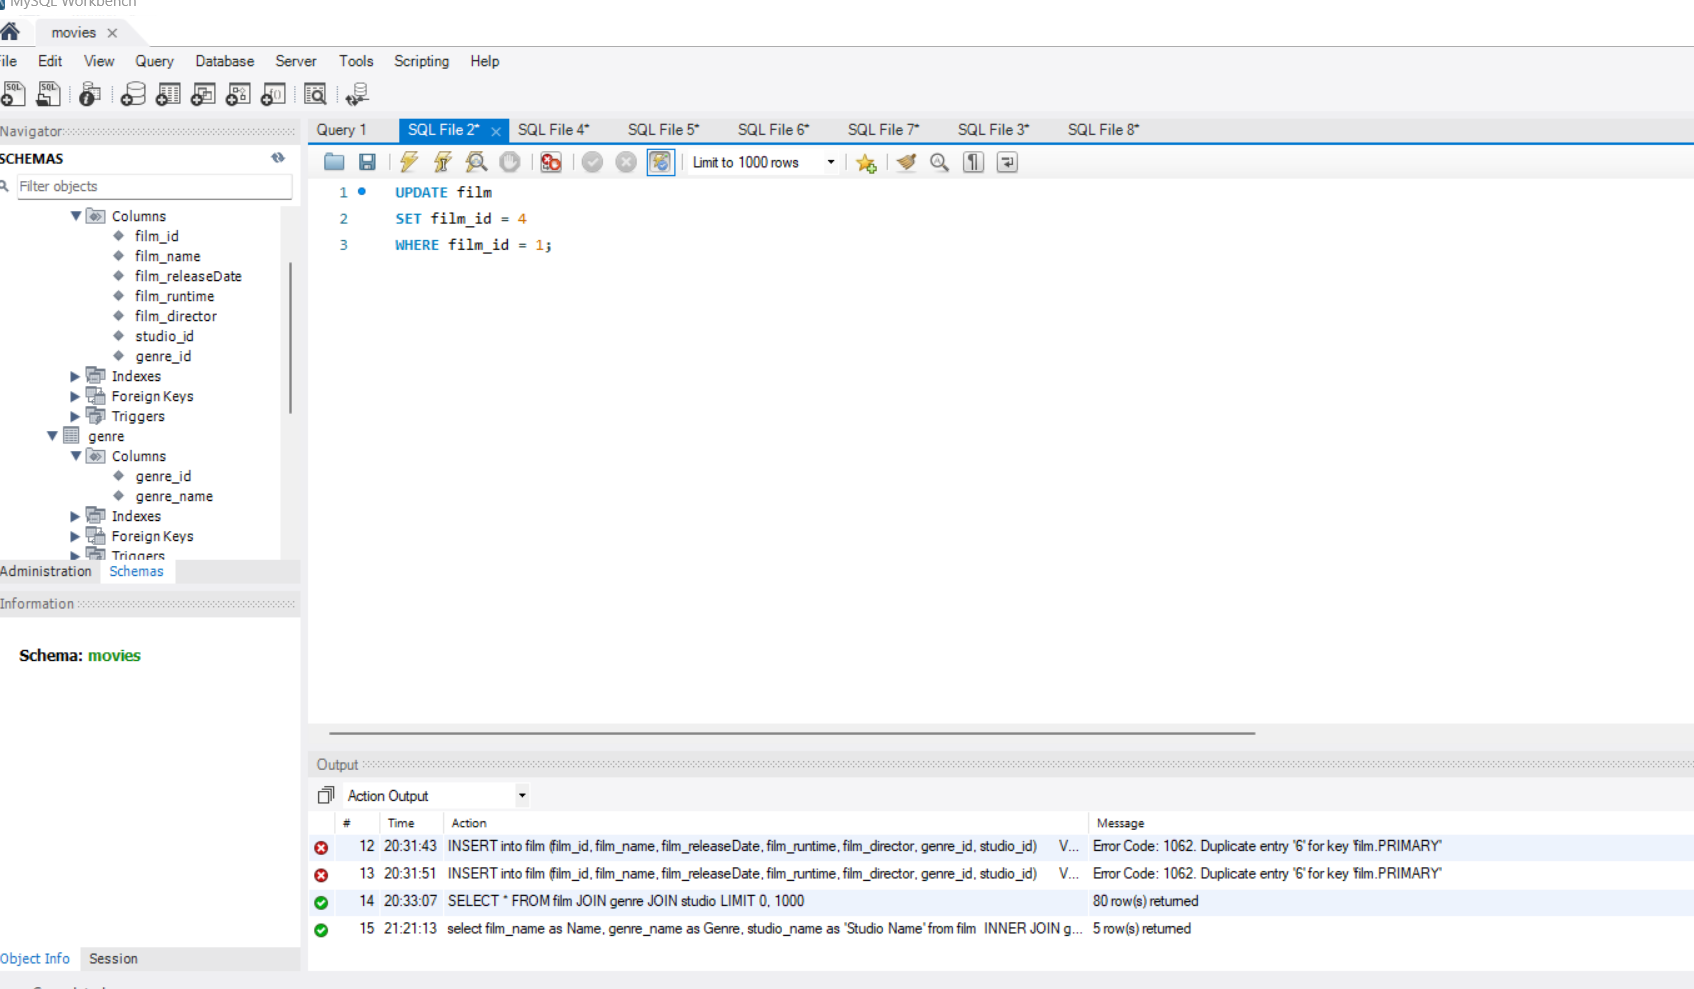 MySQL Workbench
movies
File Edit View Query Database Server Tools Scripting Help
Navigator
SCHEMAS
Filter objects
Columns
film_id
film_name
film_releaseDate
film_runtime
film_director
studio_id
genre_id
Indexes
Foreign Keys
Triggers
genre
Columns
genre_id
genre_name
Indexes
Foreign Keys
Triggers
Administration Schemas
Information
Schema: movies
Object Info Session
Query 1 SQL File 2* SQL File 4* SQL File 5* SQL File 6* SQL File 7* SQL File 3* SQL File 8*
Limit to 1000 rows
1 UPDATE film
2 SET film_id = 4
3 WHERE film_id = 1;
Output
Action Output
# Time Action Message
12 20:31:43 INSERT into film (film_id, film_name, film_releaseDate, film_runtime, film_director, genre_id, studio_id) V... Error Code: 1062. Duplicate entry '6' for key 'film.PRIMARY'
13 20:31:51 INSERT into film (film_id, film_name, film_releaseDate, film_runtime, film_director, genre_id, studio_id) V... Error Code: 1062. Duplicate entry '6' for key 'film.PRIMARY'
14 20:33:07 SELECT * FROM film JOIN genre JOIN studio LIMIT 0, 1000 80 row(s) returned
15 21:21:13 select film_name as Name, genre_name as Genre, studio_name as 'Studio Name' from film INNER JOIN g... 5 row(s) returned